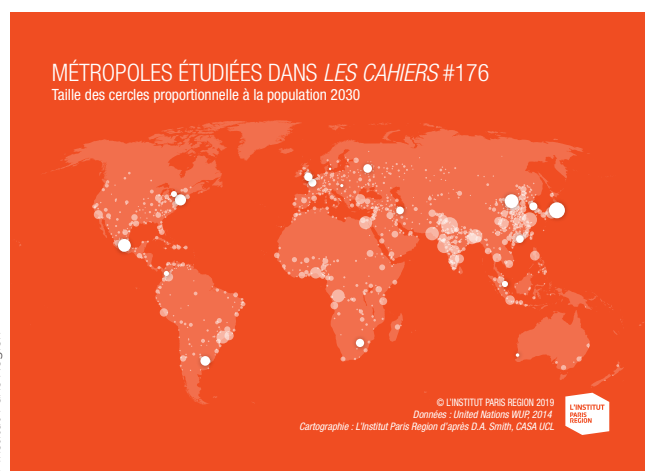 MÉTROPOLES ÉTUDIÉES DANS LES CAHIERS #176
Taille des cercles proportionnelle à la population 2030
© L'INSTITUT PARIS REGION 2019
Données : United Nations WUP, 2014
Cartographie : L'Institut Paris Region d'après D.A. Smith, CASA UCL
L'INSTITUT
PARIS
REGION